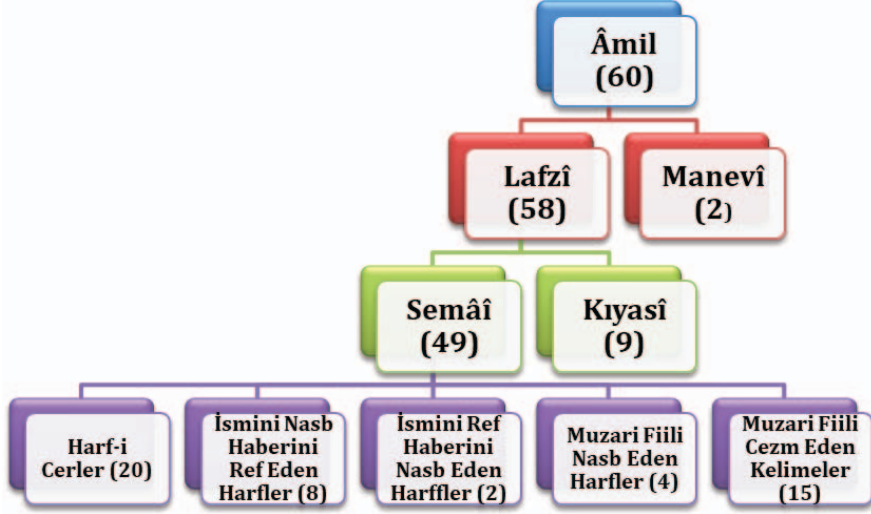 Âmil
(60)
Lafzî
(58)
Manevî
(2)
Semâî
(49)
Kıyasî
(9)
Harf-i
Cerler (20)
İsmini Nasb
Haberini
Ref Eden
Harfler (8)
İsmini Ref
Haberini
Nasb Eden
Harffler (2)
Muzari Fiili
Nasb Eden
Harfler (4)
Muzari Fiili
Cezm Eden
Kelimeler
(15)